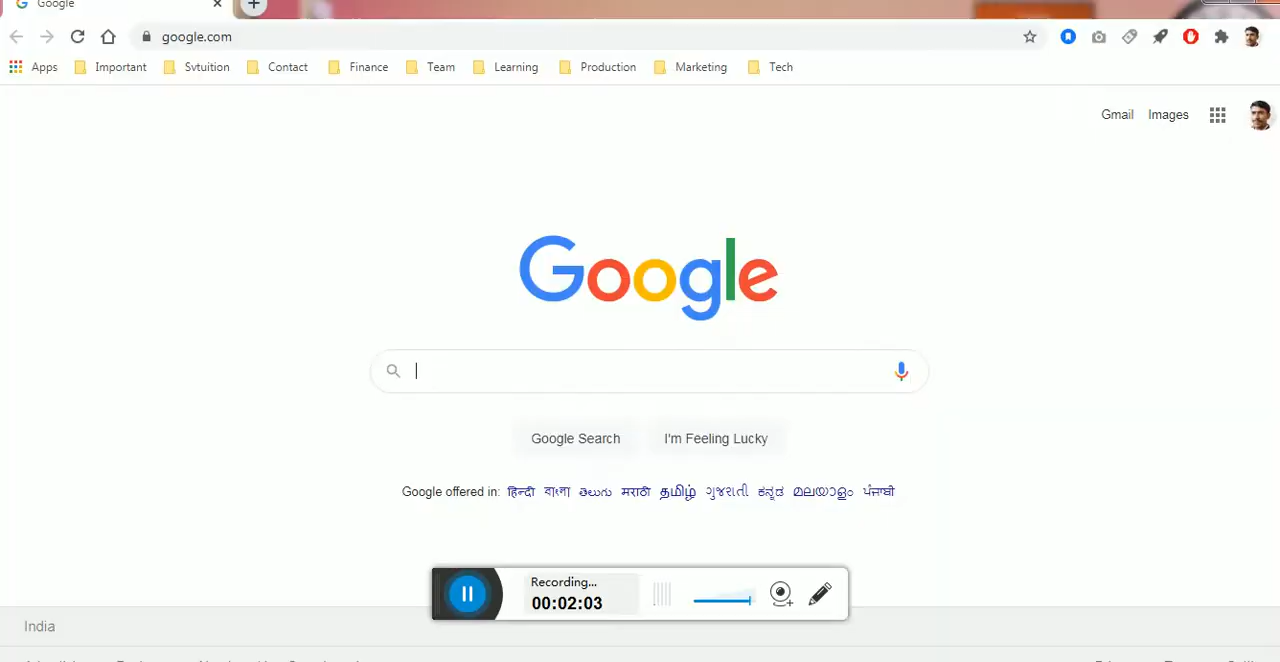 Google
google.com
Apps Important Svtuition Contact Finance Team Learning Production Marketing Tech
Gmail Images
Google
Google Search I'm Feeling Lucky
Google offered in: हिन्दी বাংলা తెలుగు मराठी தமிழ் ગુજરાતી ಕನ್ನಡ മലയാളം ਪੰਜਾਬੀ
Recording...
00:02:03
India